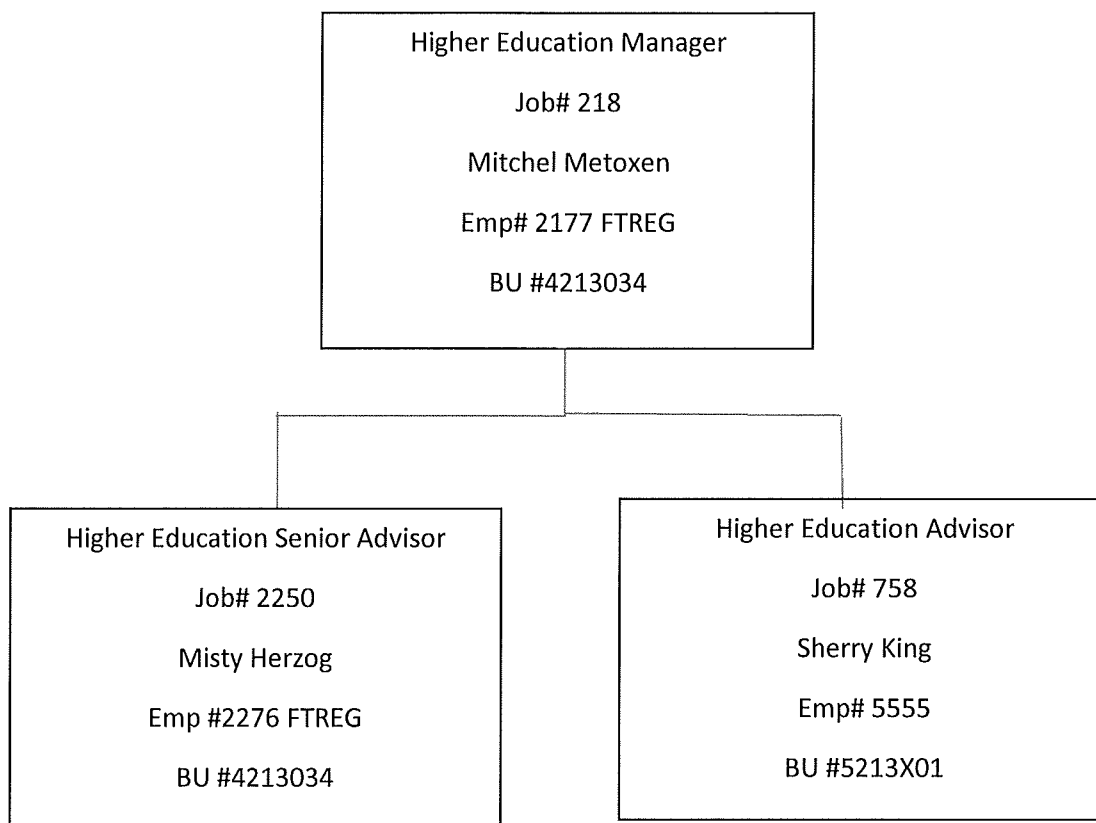 Higher Education Manager
Job# 218
Mitchel Metoxen
Emp# 2177 FTREG
BU #4213034
Higher Education Senior Advisor
Job# 2250
Misty Herzog
Emp #2276 FTREG
BU #4213034
Higher Education Advisor
Job# 758
Sherry King
Emp# 5555
BU #5213X01